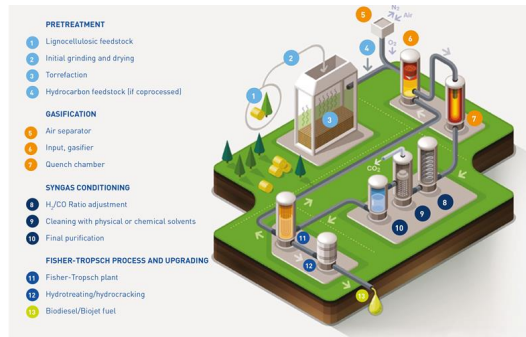 PRETREATMENT
1 Lignocellulosic feedstock
2 Initial grinding and drying
3 Torrefaction
4 Hydrocarbon feedstock (if coprocessed)
GASIFICATION
5 Air separator
6 Input, gasifier
7 Quench chamber
SYNGAS CONDITIONING
8 H₂/CO Ratio adjustment
9 Cleaning with physical or chemical solvents
10 Final purification
FISHER-TROPSCH PROCESS AND UPGRADING
11 Fisher-Tropsch plant
12 Hydrotreating/hydrocracking
13 Biodiesel/Biojet fuel
N₂
5 Air
6
O₂
4
2
1
3
7
CO₂
8
9
10
11
12
13